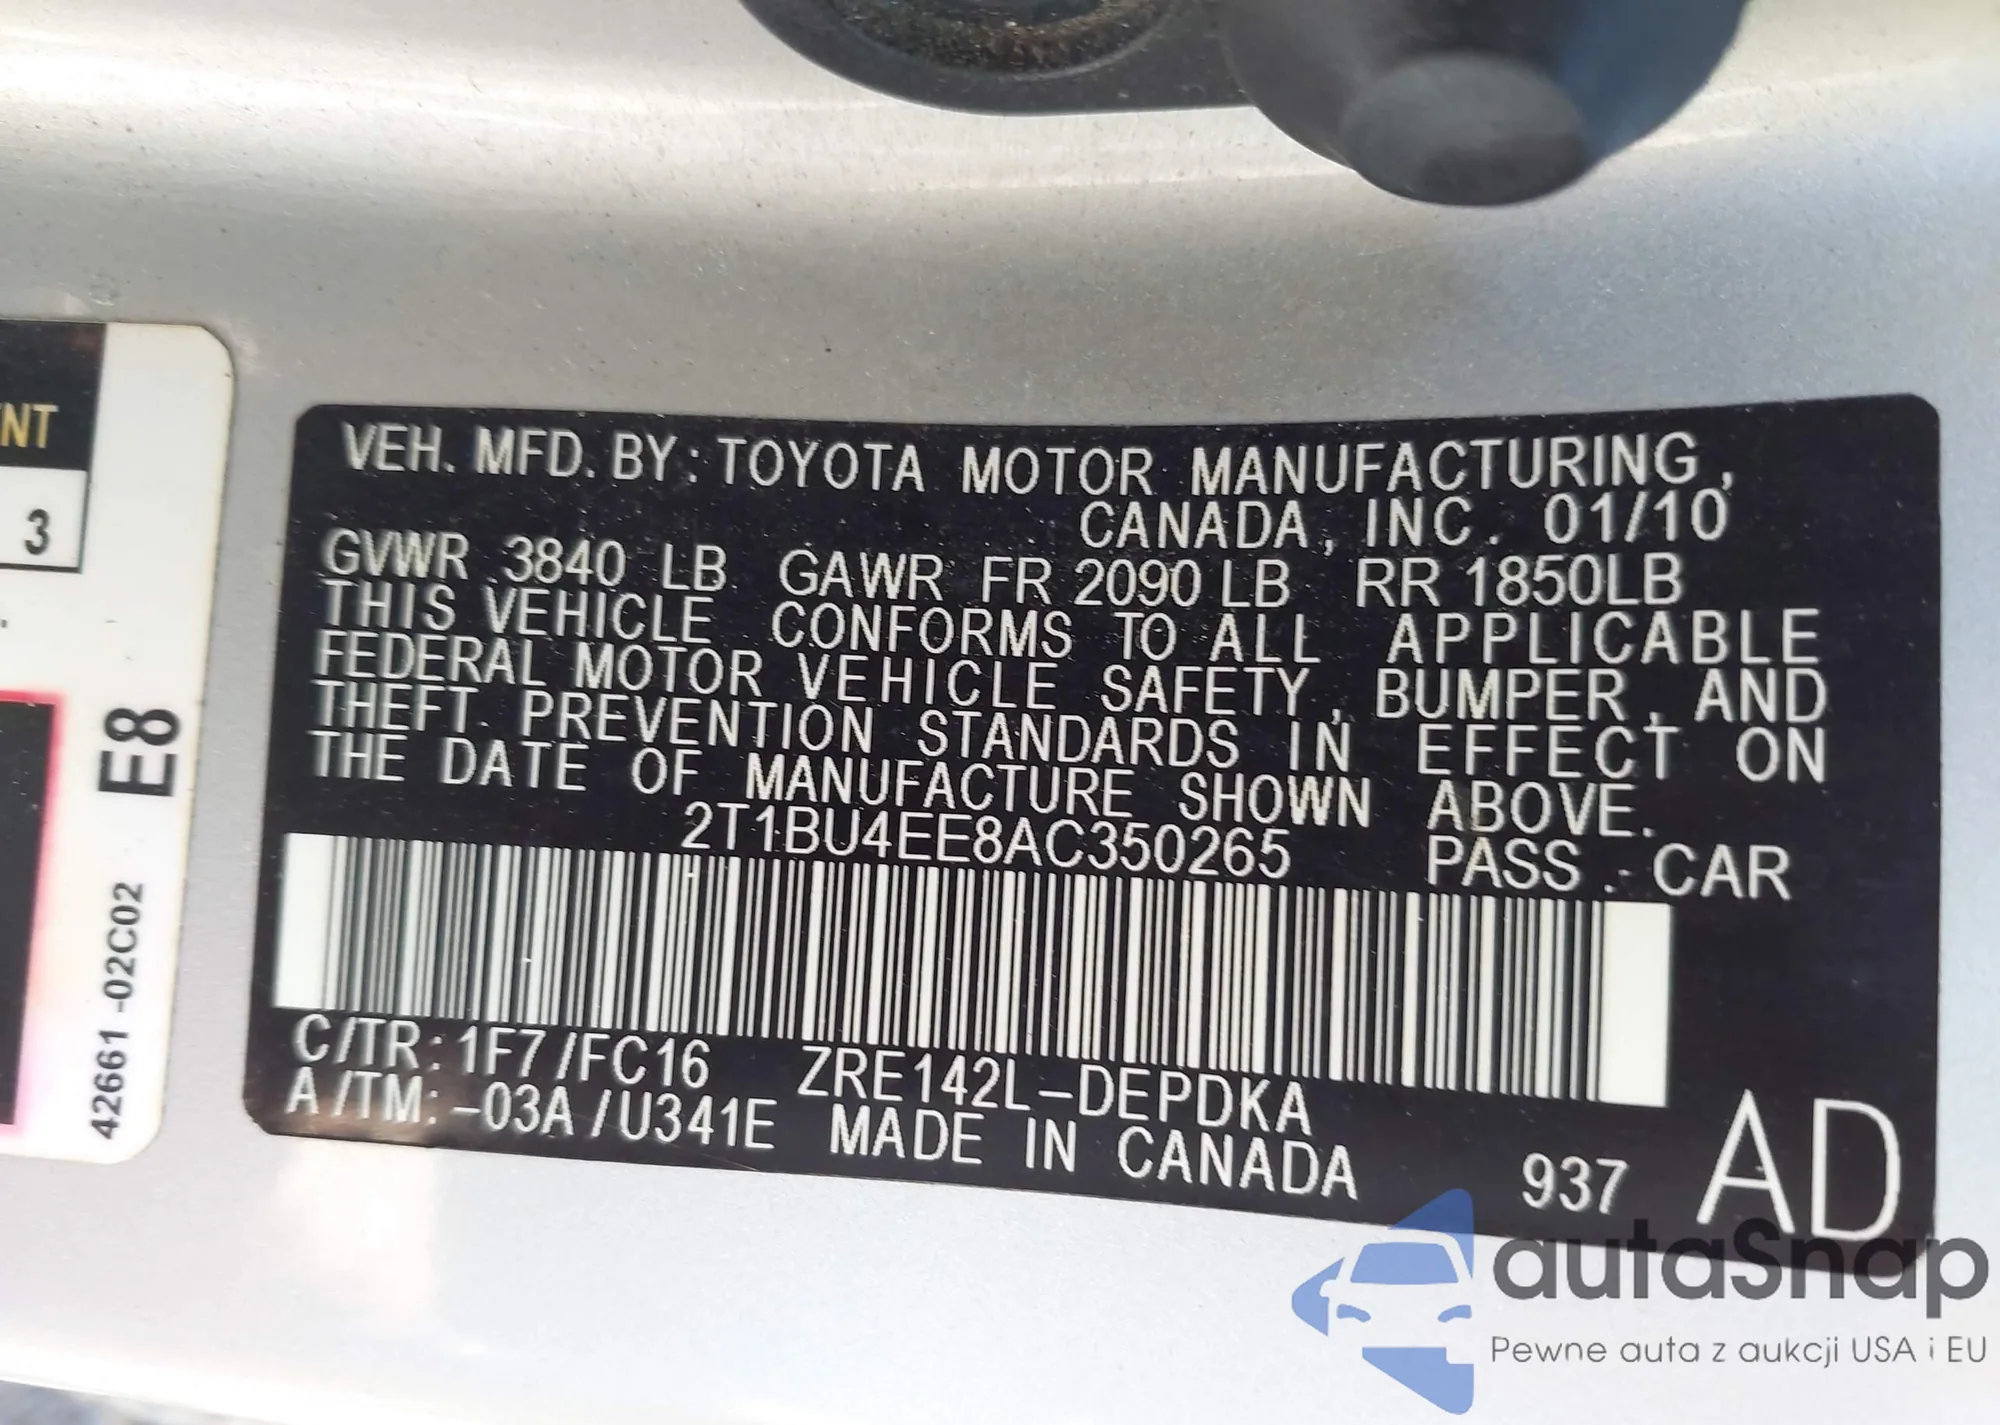 NT
3
E8
42661-02C02
VEH. MFD. BY: TOYOTA MOTOR MANUFACTURING,
CANADA, INC. 01/10
GVWR 3840 LB GAWR FR 2090 LB RR 1850LB
THIS VEHICLE CONFORMS TO ALL APPLICABLE
FEDERAL MOTOR VEHICLE SAFETY, BUMPER, AND
THEFT PREVENTION STANDARDS IN EFFECT ON
THE DATE OF MANUFACTURE SHOWN ABOVE.
2T1BU4EE8AC350265 PASS. CAR
C/TR: 1F7/FC16 ZRE142L-DEPDKA
A/TM: -03A/U341E MADE IN CANADA 937 AD
autaSnap
Pewne auta z aukcji USA i EU